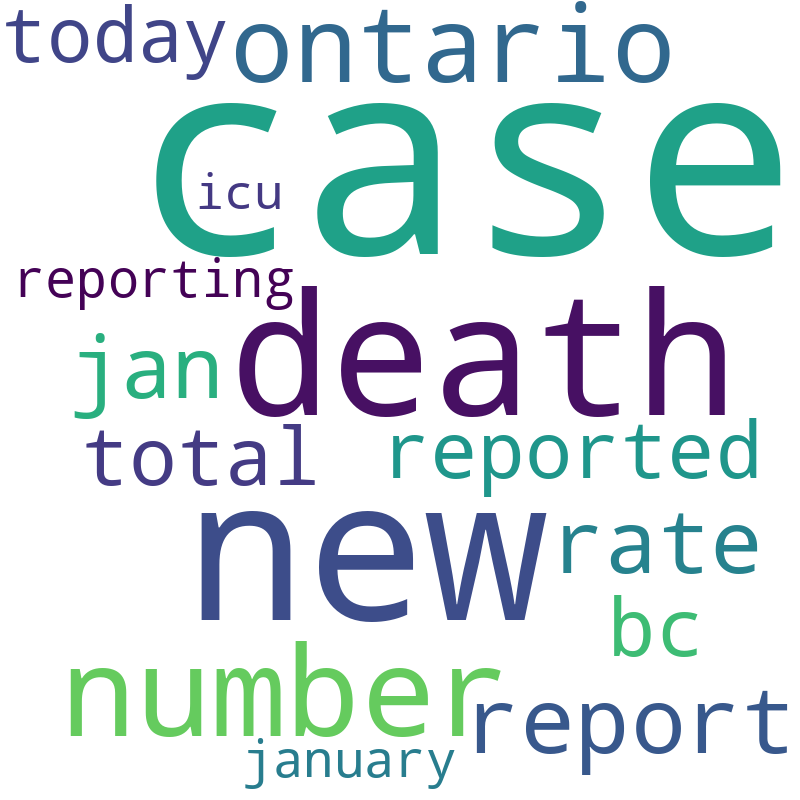 today ontario
case
icu
reporting
death
jan
total reported
new
rate
bc
number
report
january